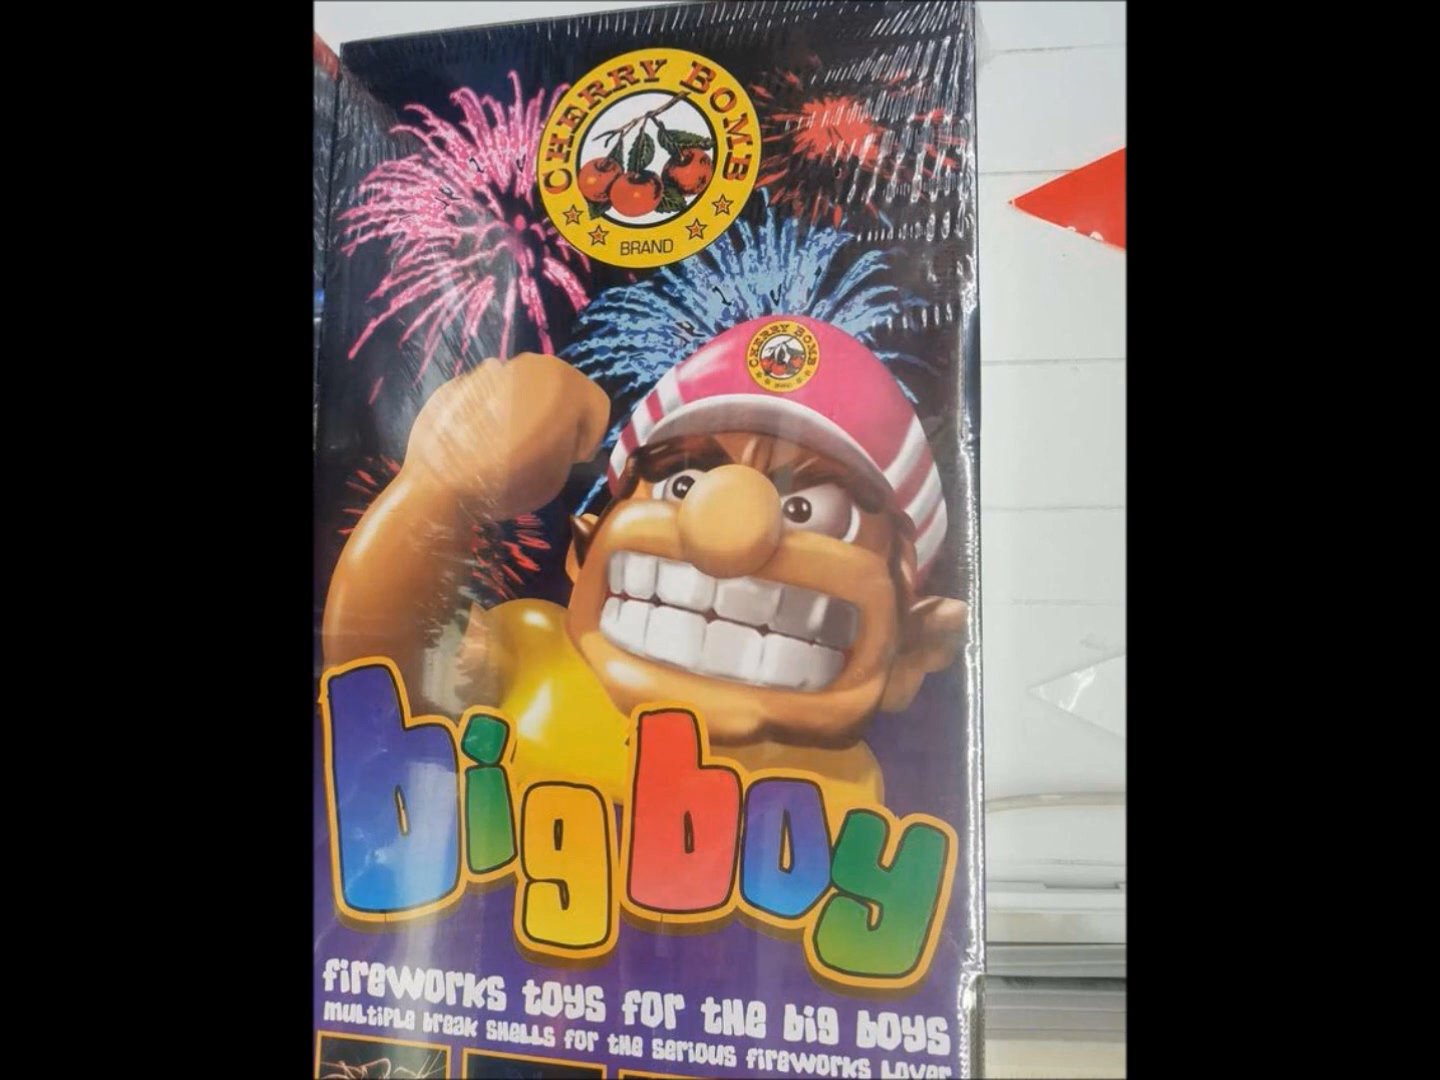 CHERRY BOMB
BRAND
CHERRY BOMB
big boy
fireworks toys for the big boys
multiple break shells for the serious fireworks lover